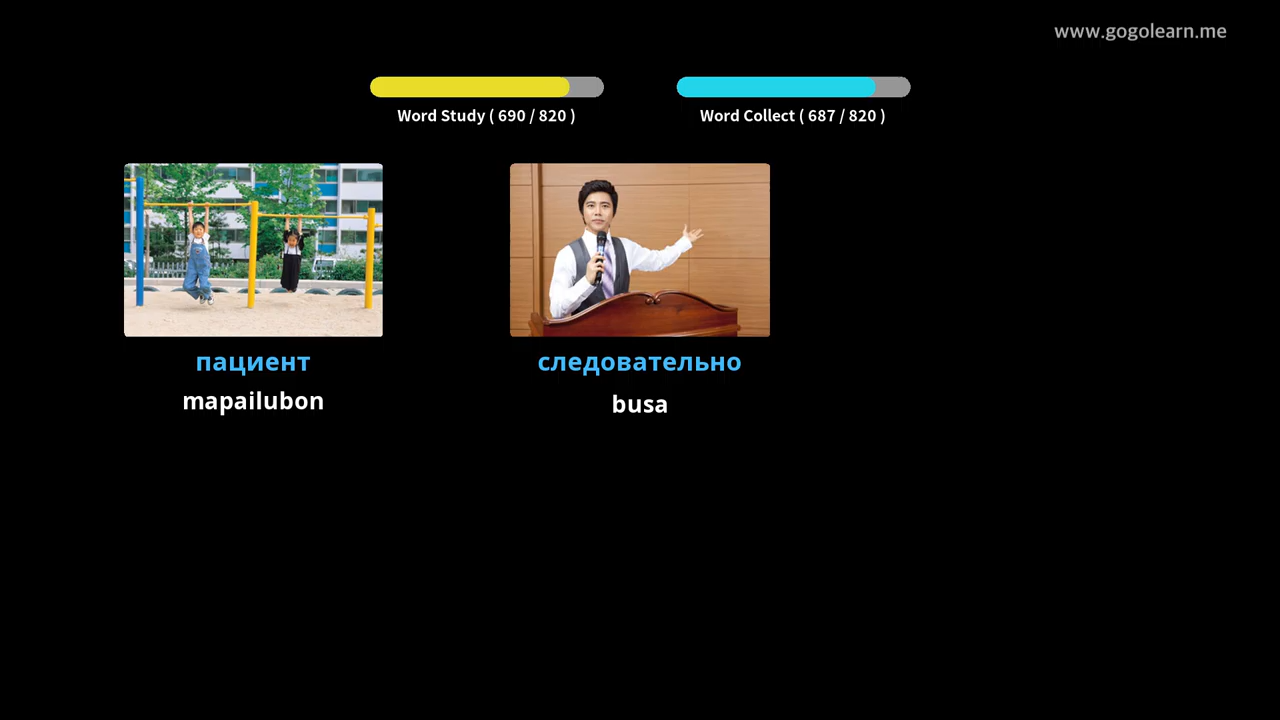 www.gogolearn.me
Word Study ( 690 / 820 )
Word Collect ( 687 / 820 )
пациент
mapailubon
следовательно
busa